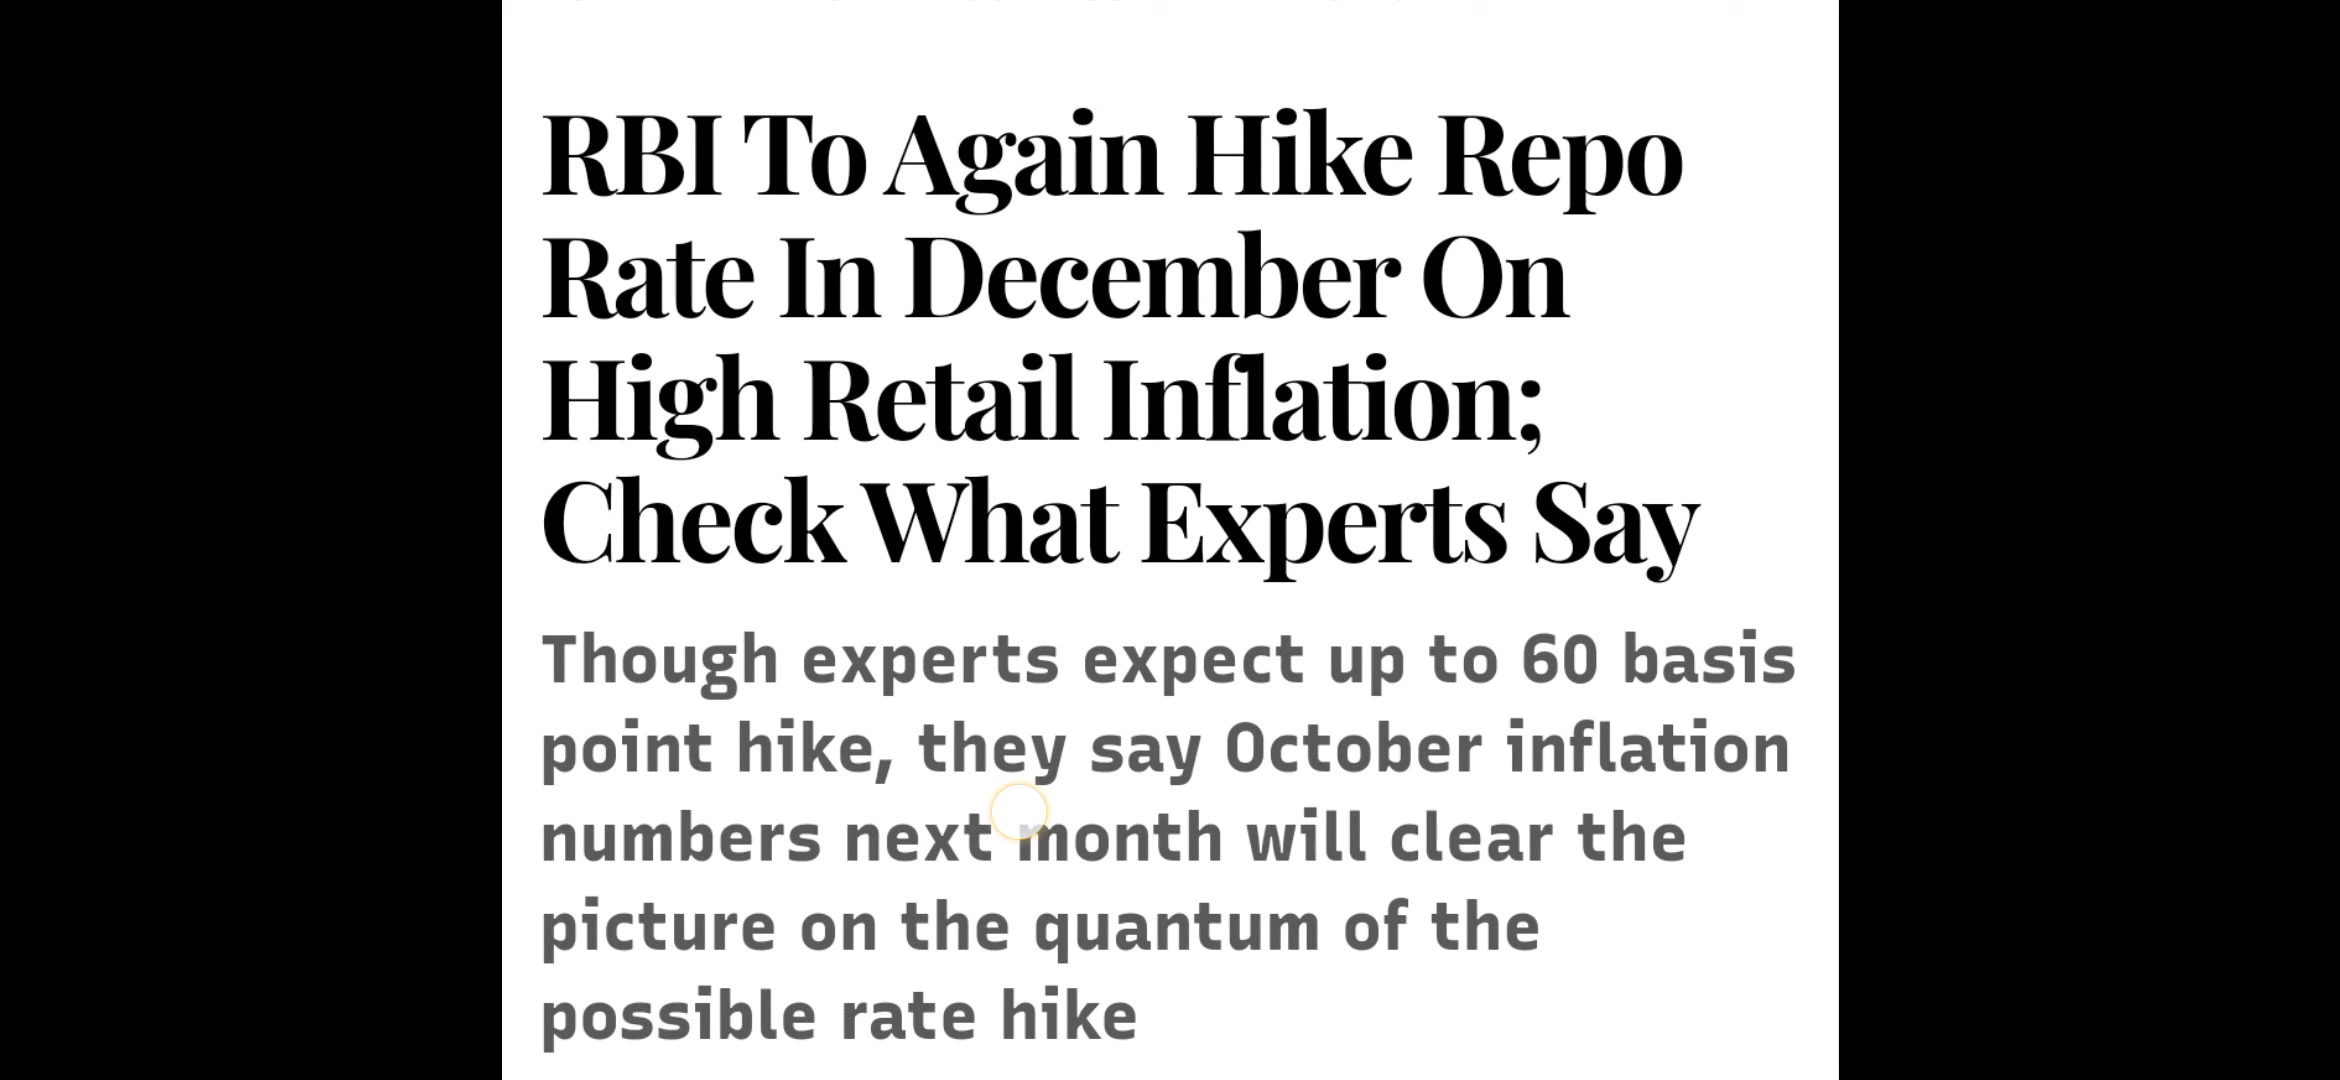 RBI To Again Hike Repo
Rate In December On
High Retail Inflation;
Check What Experts Say
Though experts expect up to 60 basis
point hike, they say October inflation
numbers next month will clear the
picture on the quantum of the
possible rate hike